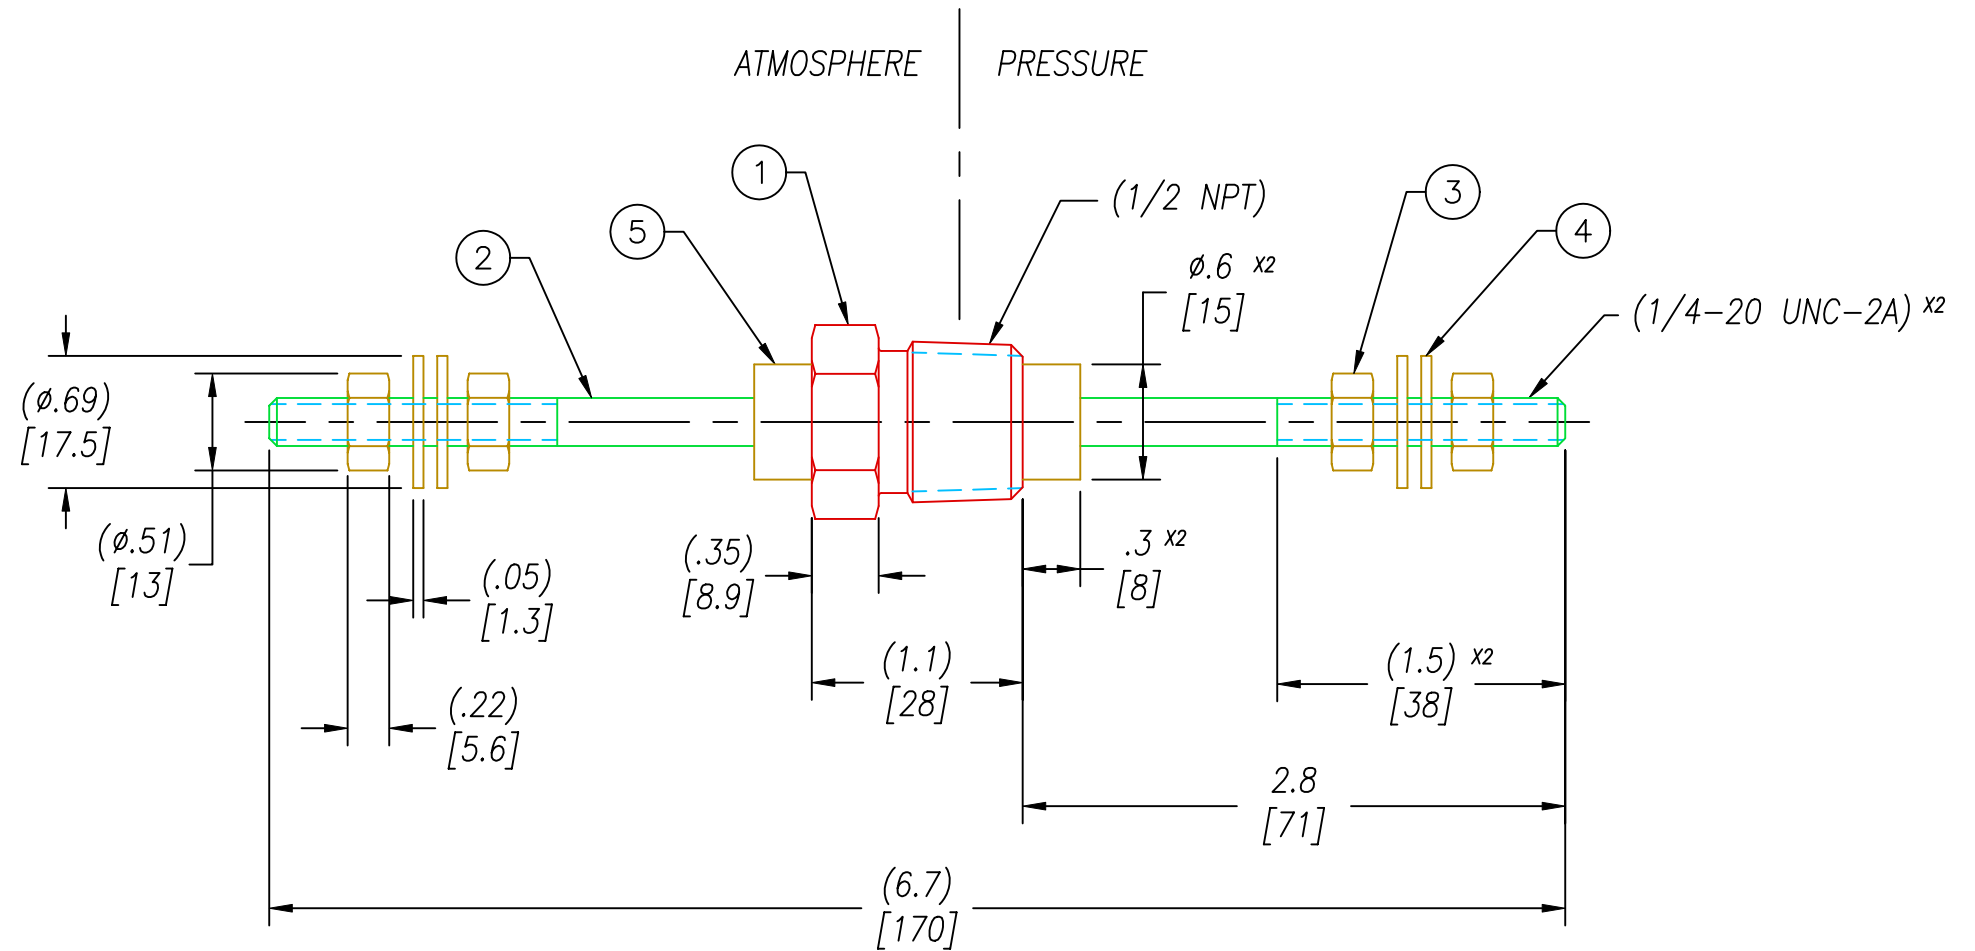 ATMOSPHERE PRESSURE
1
(1/2 NPT)
3
5
4
2
ø.6 X2
[15]
(1/4-20 UNC-2A) X2
(ø.69)
[17.5]
(ø.51)
[13]
(.05)
[1.3]
(.35)
[8.9]
.3 X2
[8]
(1.1)
[28]
(1.5) X2
[38]
(.22)
[5.6]
2.8
[71]
(6.7)
[170]